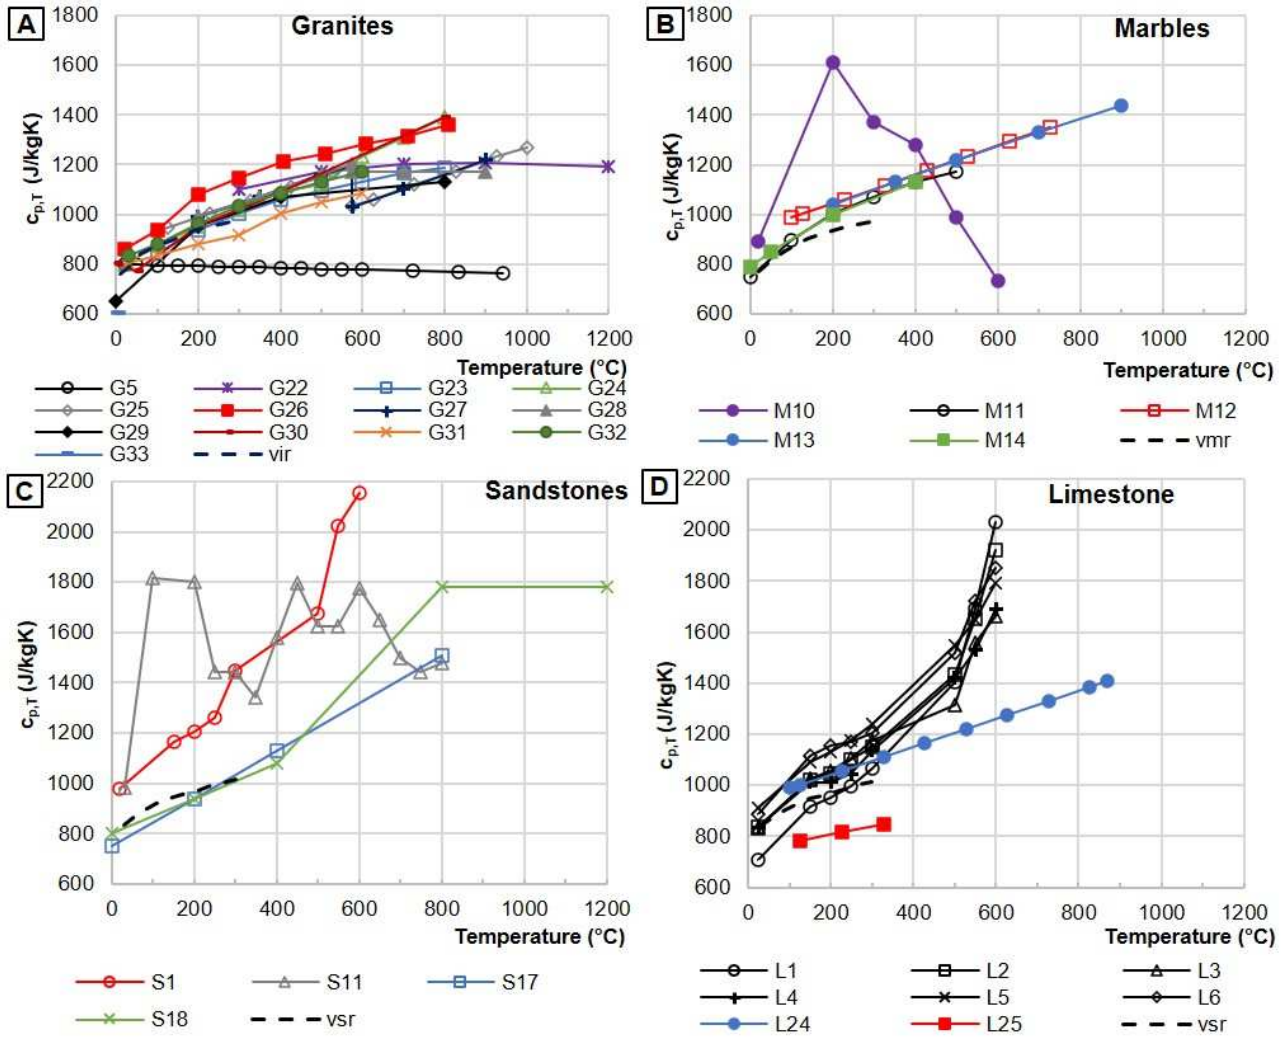 A
Granites
1800
1600
1400
1200
1000
800
600
c_p,T (J/kgK)
0 200 400 600 800 1000 1200
Temperature (°C)
G5 G22 G23 G24
G25 G26 G27 G28
G29 G30 G31 G32
G33 vir
B
Marbles
1800
1600
1400
1200
1000
800
600
c_p,T (J/kgK)
0 200 400 600 800 1000 1200
Temperature (°C)
M10 M11 M12
M13 M14 vmr
C
Sandstones
2200
2000
1800
1600
1400
1200
1000
800
600
c_p,T (J/kgK)
0 200 400 600 800 1000 1200
Temperature (°C)
S1 S11 S17
S18 vsr
D
Limestone
2200
2000
1800
1600
1400
1200
1000
800
600
c_p,T (J/kgK)
0 200 400 600 800 1000 1200
Temperature (°C)
L1 L2 L3
L4 L5 L6
L24 L25 vsr